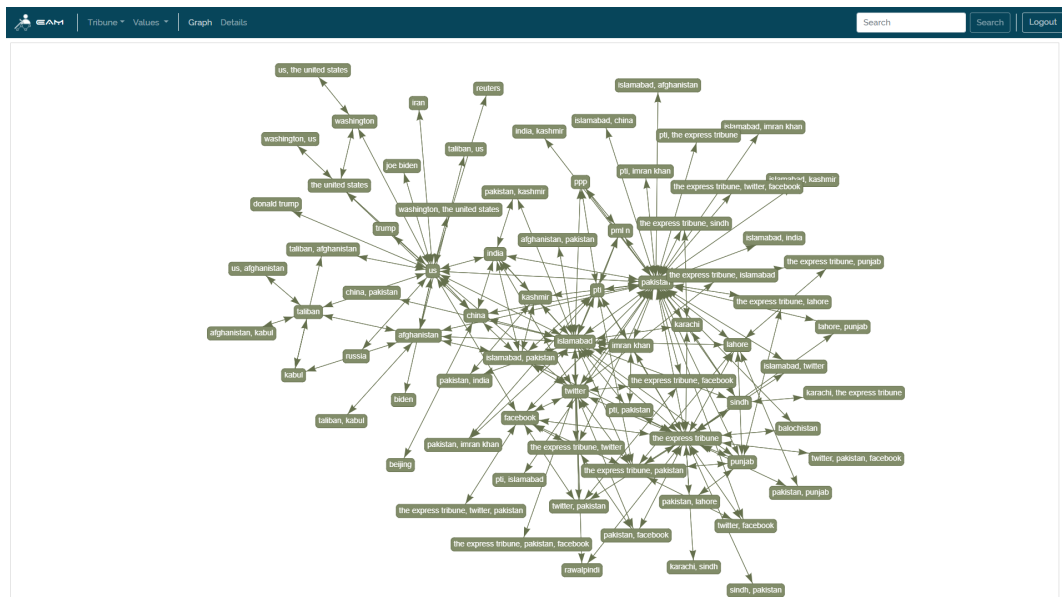 EAM
Tribune
Values
Graph
Details
Search
Search
Logout
us, the united states
reuters
islamabad, afghanistan
iran
washington
islamabad, china
islamabad, imran khan
india, kashmir
pti, the express tribune
washington, us
taliban, us
joe biden
pti, imran khan
ppp
islamabad, kashmir
the united states
the express tribune, twitter, facebook
pakistan, kashmir
donald trump
washington, the united states
the express tribune, sindh
trump
pml n
afghanistan, pakistan
islamabad, india
taliban, afghanistan
india
the express tribune, punjab
us, afghanistan
us
the express tribune, islamabad
pakistan
china, pakistan
pti
kashmir
the express tribune, lahore
taliban
china
karachi
lahore, punjab
afghanistan, kabul
afghanistan
islamabad
imran khan
lahore
russia
islamabad, pakistan
islamabad, twitter
kabul
pakistan, india
the express tribune, facebook
twitter
karachi, the express tribune
biden
sindh
pti, pakistan
taliban, kabul
facebook
balochistan
the express tribune
pakistan, imran khan
the express tribune, twitter
twitter, pakistan, facebook
beijing
punjab
the express tribune, pakistan
pti, islamabad
pakistan, punjab
pakistan, lahore
twitter, pakistan
the express tribune, twitter, pakistan
twitter, facebook
pakistan, facebook
the express tribune, pakistan, facebook
karachi, sindh
rawalpindi
sindh, pakistan